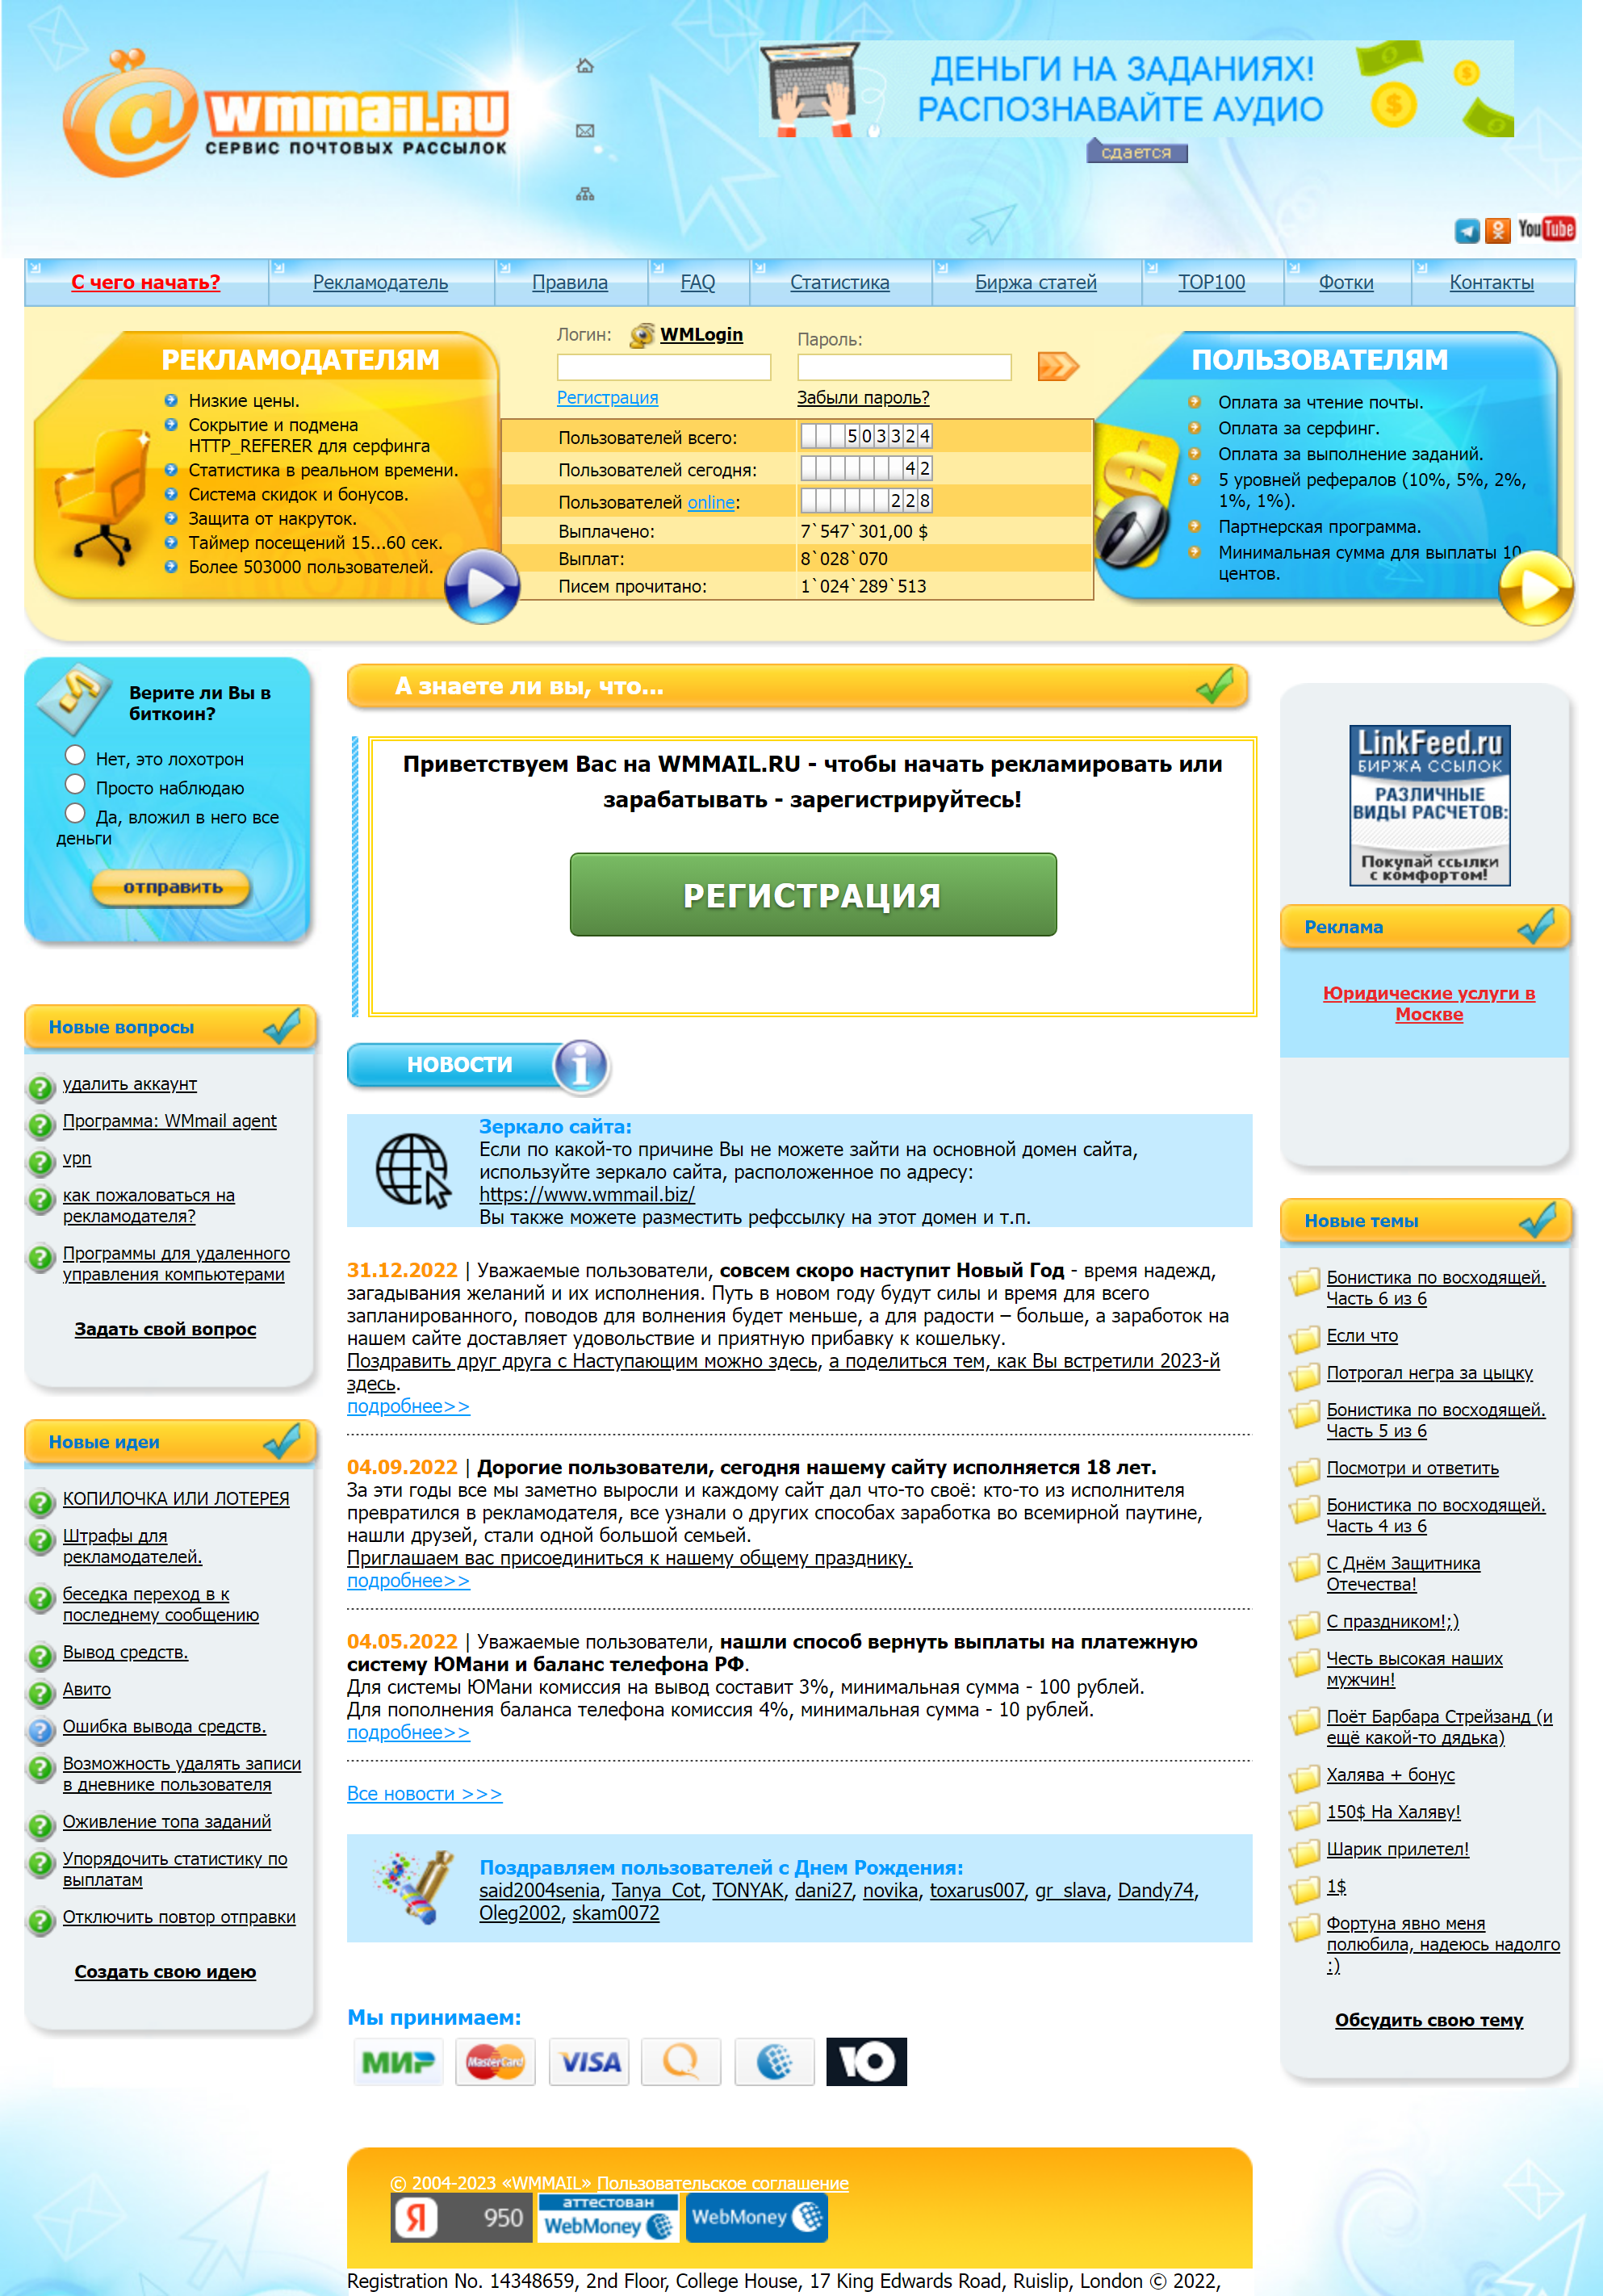 wmmail.ru
СЕРВИС ПОЧТОВЫХ РАССЫЛОК
ДЕНЬГИ НА ЗАДАНИЯХ!
РАСПОЗНАВАЙТЕ АУДИО
сдается
YouTube
С чего начать?
Рекламодатель
Правила
FAQ
Статистика
Биржа статей
TOP100
Фотки
Контакты
РЕКЛАМОДАТЕЛЯМ
Низкие цены.
Сокрытие и подмена
HTTP_REFERER для серфинга
Статистика в реальном времени.
Система скидок и бонусов.
Защита от накруток.
Таймер посещений 15...60 сек.
Более 503000 пользователей.
Логин: WMLogin
Пароль:
Регистрация
Забыли пароль?
Пользователей всего: 503324
Пользователей сегодня: 42
Пользователей online: 228
Выплачено: 7`547`301,00 $
Выплат: 8`028`070
Писем прочитано: 1`024`289`513
ПОЛЬЗОВАТЕЛЯМ
Оплата за чтение почты.
Оплата за серфинг.
Оплата за выполнение заданий.
5 уровней рефералов (10%, 5%, 2%,
1%, 1%).
Партнерская программа.
Минимальная сумма для выплаты 10
центов.
Верите ли Вы в
биткоин?
Нет, это лохотрон
Просто наблюдаю
Да, вложил в него все
деньги
отправить
Новые вопросы
удалить аккаунт
Программа: WMmail agent
vpn
как пожаловаться на
рекламодателя?
Программы для удаленного
управления компьютерами
Задать свой вопрос
Новые идеи
КОПИЛОЧКА ИЛИ ЛОТЕРЕЯ
Штрафы для
рекламодателей.
беседка переход в к
последнему сообщению
Вывод средств.
Авито
Ошибка вывода средств.
Возможность удалять записи
в дневнике пользователя
Оживление топа заданий
Упорядочить статистику по
выплатам
Отключить повтор отправки
Создать свою идею
А знаете ли вы, что...
Приветствуем Вас на WMMAIL.RU - чтобы начать рекламировать или
зарабатывать - зарегистрируйтесь!
РЕГИСТРАЦИЯ
НОВОСТИ
Зеркало сайта:
Если по какой-то причине Вы не можете зайти на основной домен сайта,
используйте зеркало сайта, расположенное по адресу:
https://www.wmmail.biz/
Вы также можете разместить рефссылку на этот домен и т.п.
31.12.2022 | Уважаемые пользователи, совсем скоро наступит Новый Год - время надежд,
загадывания желаний и их исполнения. Путь в новом году будут силы и время для всего
запланированного, поводов для волнения будет меньше, а для радости – больше, а заработок на
нашем сайте доставляет удовольствие и приятную прибавку к кошельку.
Поздравить друг друга с Наступающим можно здесь, а поделиться тем, как Вы встретили 2023-й
здесь.
подробнее>>
04.09.2022 | Дорогие пользователи, сегодня нашему сайту исполняется 18 лет.
За эти годы все мы заметно выросли и каждому сайт дал что-то своё: кто-то из исполнителя
превратился в рекламодателя, все узнали о других способах заработка во всемирной паутине,
нашли друзей, стали одной большой семьей.
Приглашаем вас присоединиться к нашему общему празднику.
подробнее>>
04.05.2022 | Уважаемые пользователи, нашли способ вернуть выплаты на платежную
систему ЮМани и баланс телефона РФ.
Для системы ЮМани комиссия на вывод составит 3%, минимальная сумма - 100 рублей.
Для пополнения баланса телефона комиссия 4%, минимальная сумма - 10 рублей.
подробнее>>
Все новости >>>
Поздравляем пользователей с Днем Рождения:
said2004senia, Tanya_Cot, TONYAK, dani27, novika, toxarus007, gr_slava, Dandy74,
Oleg2002, skam0072
Мы принимаем:
МИР
MasterCard
VISA
LinkFeed.ru
БИРЖА ССЫЛОК
РАЗЛИЧНЫЕ
ВИДЫ РАСЧЕТОВ:
Покупай ссылки
с комфортом!
Реклама
Юридические услуги в
Москве
Новые темы
Бонистика по восходящей.
Часть 6 из 6
Если что
Потрогал негра за цыцку
Бонистика по восходящей.
Часть 5 из 6
Посмотри и ответить
Бонистика по восходящей.
Часть 4 из 6
С Днём Защитника
Отечества!
С праздником!;)
Честь высокая наших
мужчин!
Поёт Барбара Стрейзанд (и
ещё какой-то дядька)
Халява + бонус
150$ На Халяву!
Шарик прилетел!
1$
Фортуна явно меня
полюбила, надеюсь надолго
:)
Обсудить свою тему
© 2004-2023 «WMMAIL» Пользовательское соглашение
Я 950
аттестован
WebMoney
WebMoney
Registration No. 14348659, 2nd Floor, College House, 17 King Edwards Road, Ruislip, London © 2022,